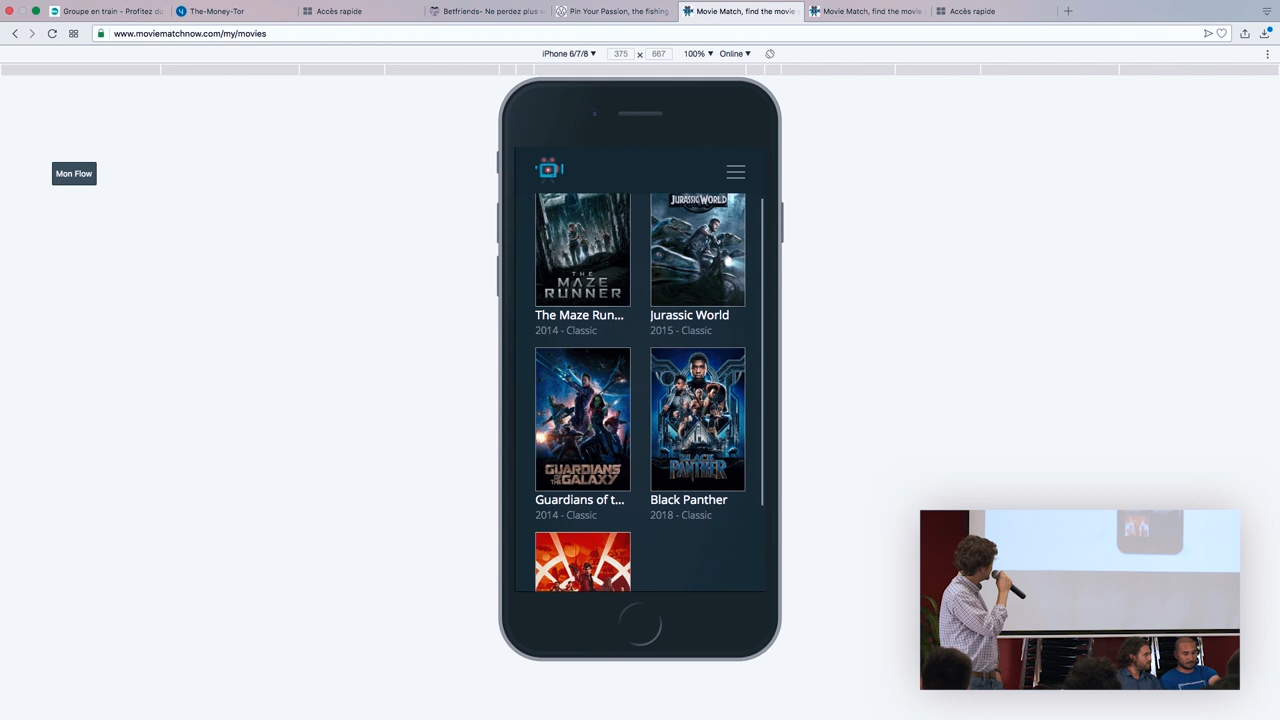 Groupe en train - Profitez du
The-Money-Tor
Accès rapide
Betfriends- Ne perdez plus v
Pin Your Passion, the fishing
Movie Match, find the movie
Movie Match, find the movie
Accès rapide
www.moviematchnow.com/my/movies
iPhone 6/7/8 ▼ 375 x 667 100% ▼ Online ▼
Mon Flow
THE
MAZE
RUNNER
JURASSIC WORLD
The Maze Run...
2014 - Classic
Jurassic World
2015 - Classic
GUARDIANS
OF THE GALAXY
BLACK
PANTHER
Guardians of t...
2014 - Classic
Black Panther
2018 - Classic